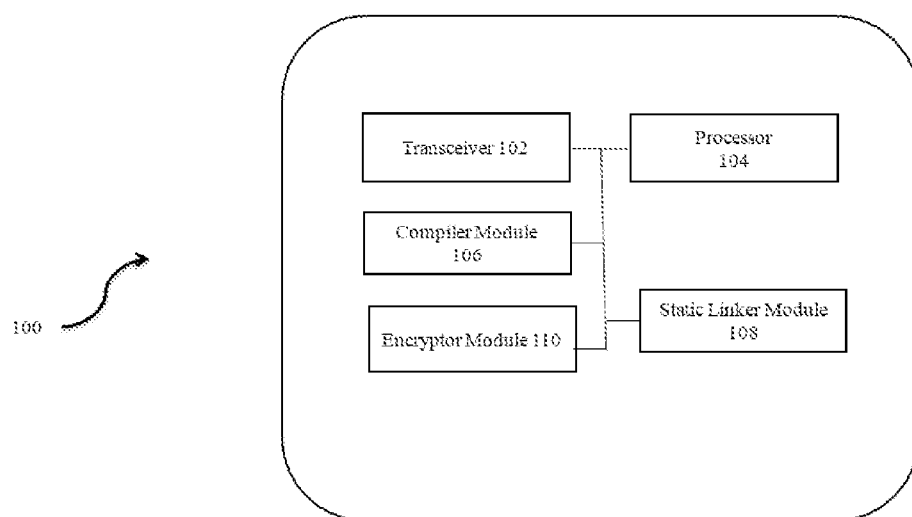 Transceiver 102
Processor
104
Compiler Module
106
Static Linker Module
108
Encryptor Module 110
100